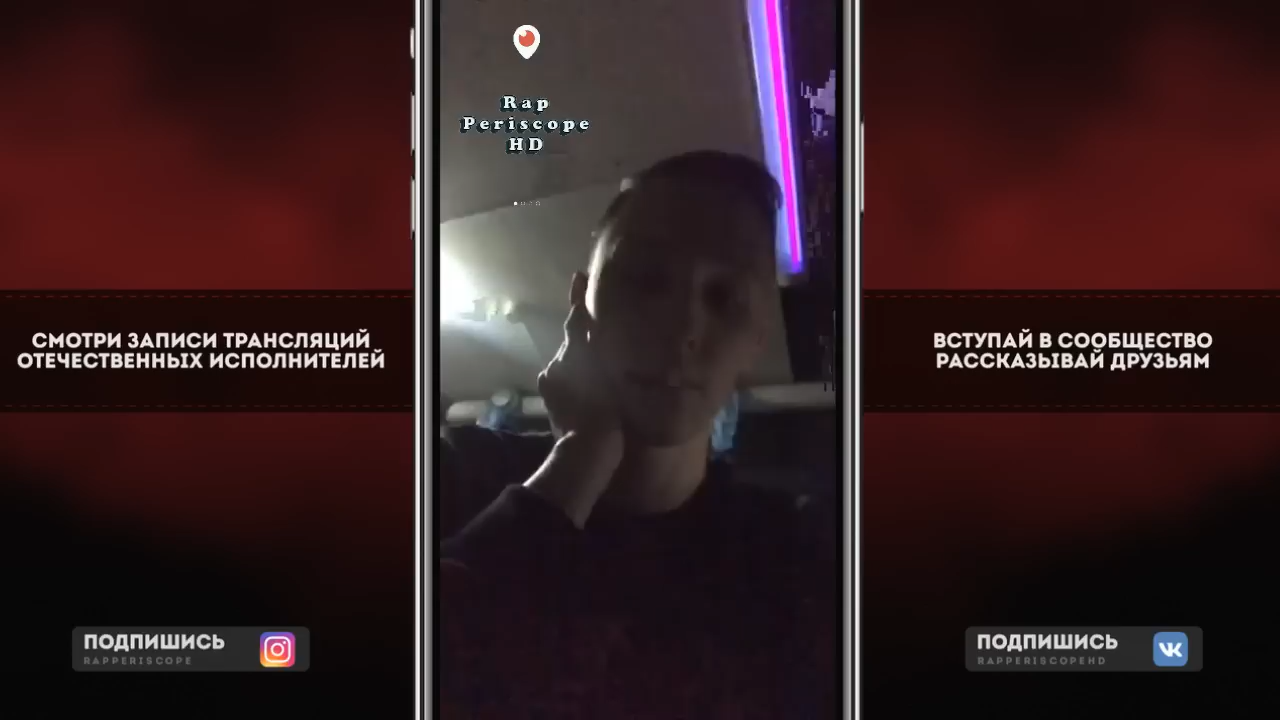 Rap
Periscope
HD
СМОТРИ ЗАПИСИ ТРАНСЛЯЦИЙ
ОТЕЧЕСТВЕННЫХ ИСПОЛНИТЕЛЕЙ
ВСТУПАЙ В СООБЩЕСТВО
РАССКАЗЫВАЙ ДРУЗЬЯМ
ПОДПИШИСЬ
RAPPERISCOPE
ПОДПИШИСЬ
RAPPERISCOPEHD